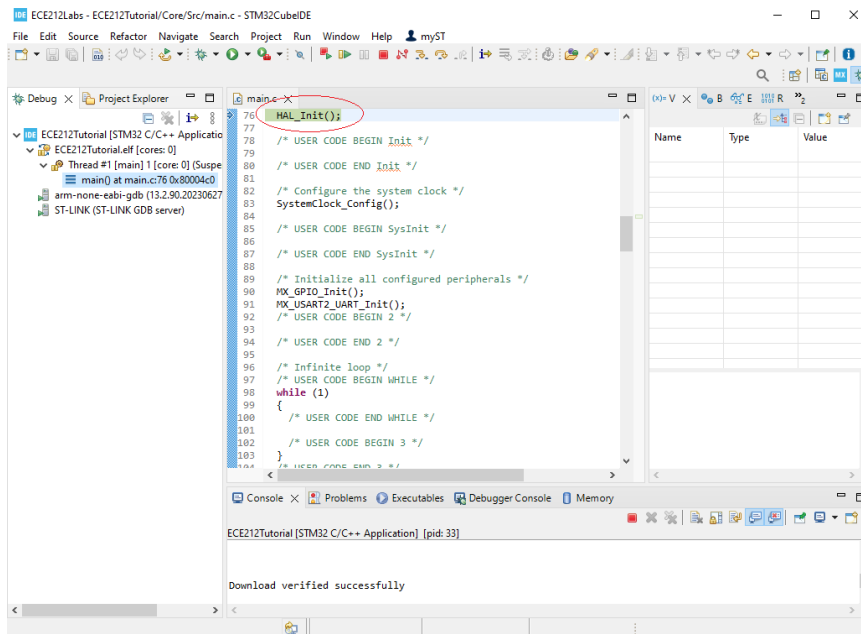 ECE212Labs - ECE212Tutorial/Core/Src/main.c - STM32CubeIDE
File Edit Source Refactor Navigate Search Project Run Window Help myST
Debug Project Explorer
ECE212Tutorial [STM32 C/C++ Applicatio
ECE212Tutorial.elf [cores: 0]
Thread #1 [main] 1 [core: 0] (Suspe
main() at main.c:76 0x80004c0
arm-none-eabi-gdb (13.2.90.20230627
ST-LINK (ST-LINK GDB server)
main.c
76 HAL_Init();
77
78 /* USER CODE BEGIN Init */
79
80 /* USER CODE END Init */
81
82 /* Configure the system clock */
83 SystemClock_Config();
84
85 /* USER CODE BEGIN SysInit */
86
87 /* USER CODE END SysInit */
88
89 /* Initialize all configured peripherals */
90 MX_GPIO_Init();
91 MX_USART2_UART_Init();
92 /* USER CODE BEGIN 2 */
93
94 /* USER CODE END 2 */
95
96 /* Infinite loop */
97 /* USER CODE BEGIN WHILE */
98 while (1)
99 {
100 /* USER CODE END WHILE */
101
102 /* USER CODE BEGIN 3 */
103 }
104 /* USER CODE END 3 */
(x)= V B E R »2
Name Type Value
Console Problems Executables Debugger Console Memory
ECE212Tutorial [STM32 C/C++ Application] [pid: 33]
Download verified successfully